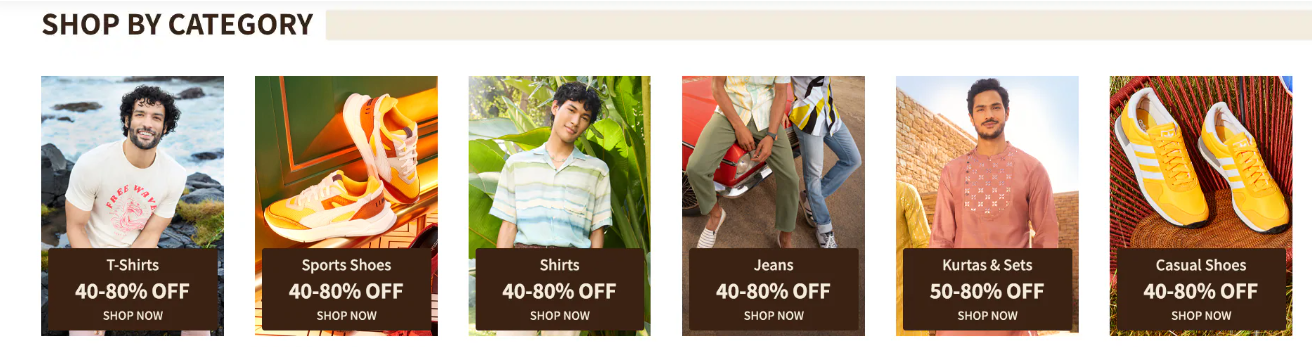 SHOP BY CATEGORY
FREE WAVE
T-Shirts
40-80% OFF
SHOP NOW
Sports Shoes
40-80% OFF
SHOP NOW
Shirts
40-80% OFF
SHOP NOW
Jeans
40-80% OFF
SHOP NOW
Kurtas & Sets
50-80% OFF
SHOP NOW
Casual Shoes
40-80% OFF
SHOP NOW